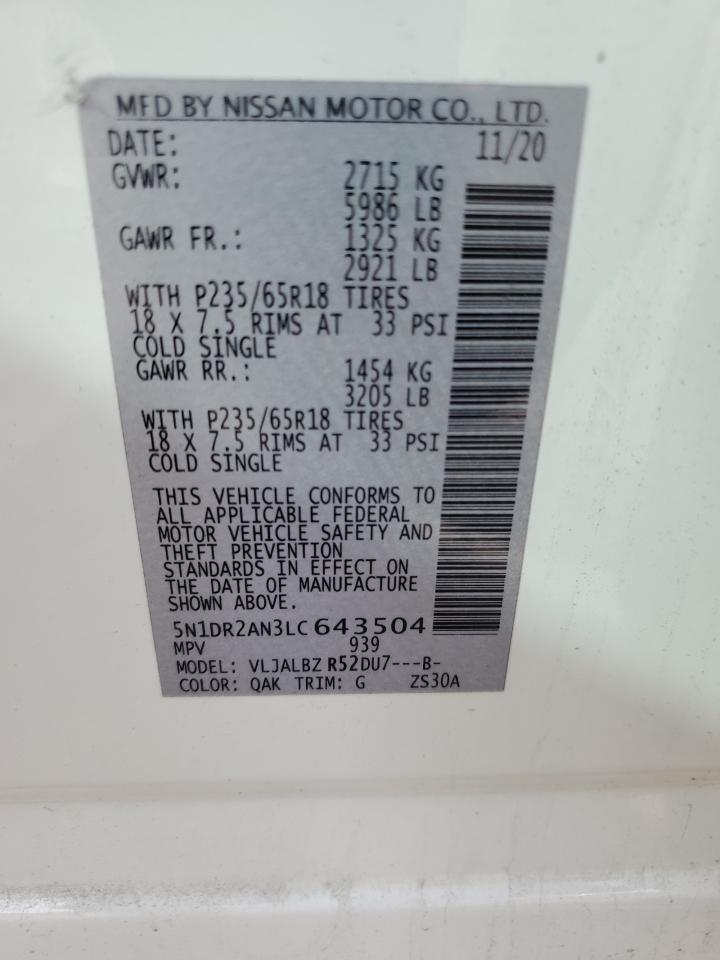 MFD BY NISSAN MOTOR CO., LTD.
DATE: 11/20
GVWR: 2715 KG
5986 LB
GAWR FR.: 1325 KG
2921 LB
WITH P235/65R18 TIRES
18 X 7.5 RIMS AT 33 PSI
COLD SINGLE
GAWR RR.: 1454 KG
3205 LB
WITH P235/65R18 TIRES
18 X 7.5 RIMS AT 33 PSI
COLD SINGLE
THIS VEHICLE CONFORMS TO
ALL APPLICABLE FEDERAL
MOTOR VEHICLE SAFETY AND
THEFT PREVENTION
STANDARDS IN EFFECT ON
THE DATE OF MANUFACTURE
SHOWN ABOVE.
5N1DR2AN3LC643504
MPV 939
MODEL: VLJALBZ R52DU7---B-
COLOR: QAK TRIM: G ZS30A